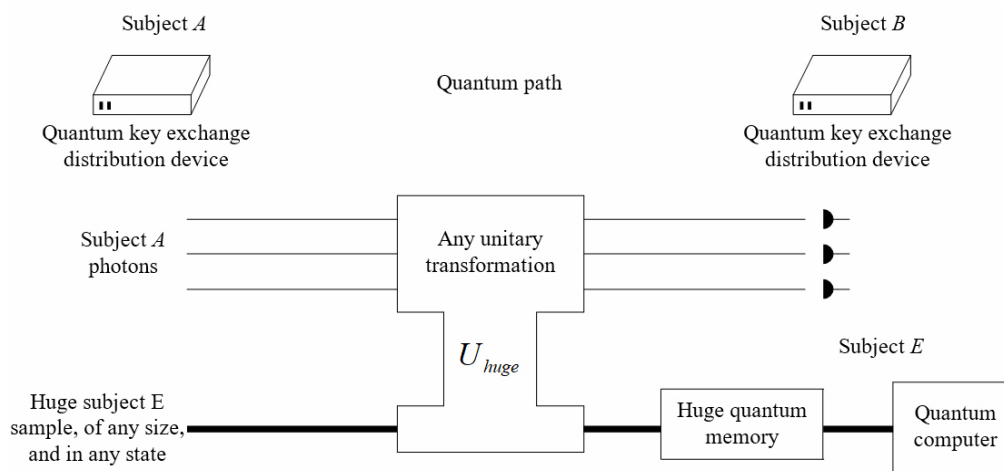 Subject A
Subject B
Quantum path
Quantum key exchange
distribution device
Quantum key exchange
distribution device
Subject A
photons
Any unitary
transformation
U huge
Subject E
Huge subject E
sample, of any size,
and in any state
Huge quantum
memory
Quantum
computer